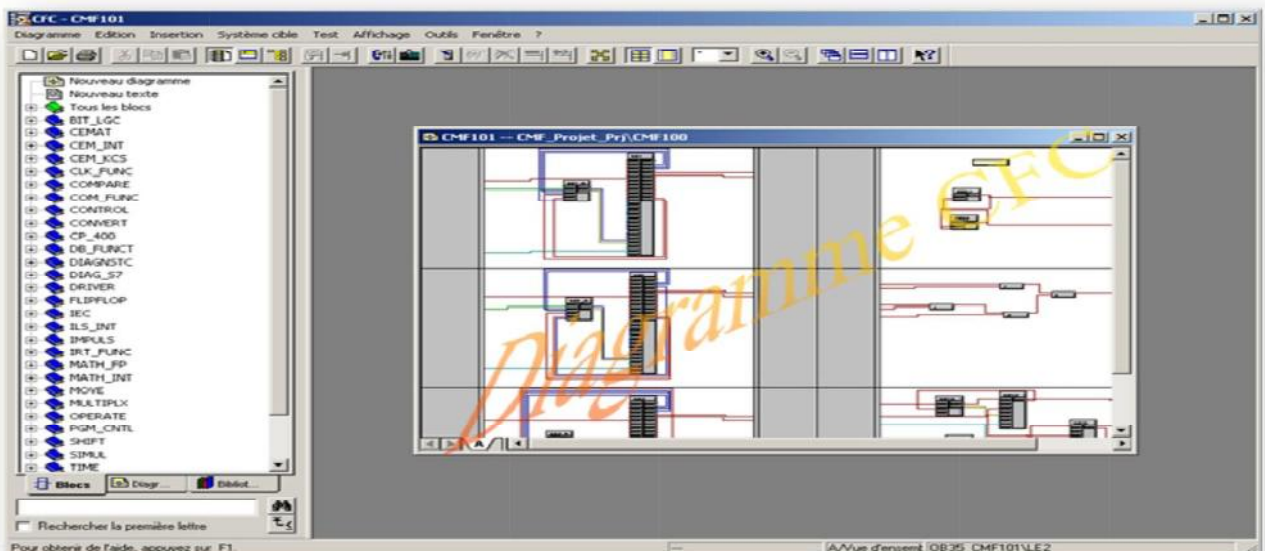 CFC - CMF101
Diagramme Edition Insertion Système cible Test Affichage Outils Fenêtre ?
Nouveau diagramme
Nouveau texte
Tous les blocs
BIT_LGC
CEMAT
CEM_INT
CEM_KCS
CLK_FUNC
COMPARE
COM_FUNC
CONTROL
CONVERT
CP_400
DB_FUNCT
DIAGNSTC
DIAG_S7
DRIVER
FLIPFLOP
IEC
ILS_INT
IMPULS
IRT_FUNC
MATH_FP
MATH_INT
MOVE
MULTIPLX
OPERATE
PGM_CNTL
SHIFT
SIMUL
TIME
Blocs Diagr... Bibliot...
Rechercher la première lettre
CMF101 -- CMF_Projet_Prj\CMF100
Diagramme CFC
A
Pour obtenir de l'aide, appuyez sur F1.
A/Vue d'ensembl OB35 CMF101\LE2